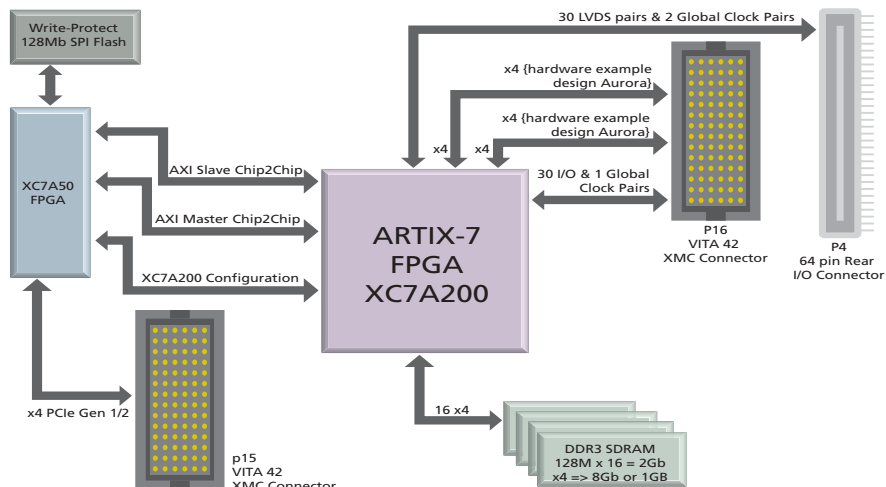 30 LVDS pairs & 2 Global Clock Pairs
Write-Protect
128Mb SPI Flash
x4 {hardware example
design Aurora}
x4 {hardware example
design Aurora}
x4
x4
AXI Slave Chip2Chip
XC7A50
FPGA
30 I/O & 1 Global
Clock Pairs
AXI Master Chip2Chip
ARTIX-7
FPGA
XC7A200
P16
VITA 42
XMC Connector
P4
64 pin Rear
I/O Connector
XC7A200 Configuration
x4 PCIe Gen 1/2
16 x4
DDR3 SDRAM
128M x 16 = 2Gb
x4 => 8Gb or 1GB
p15
VITA 42
XMC Connector